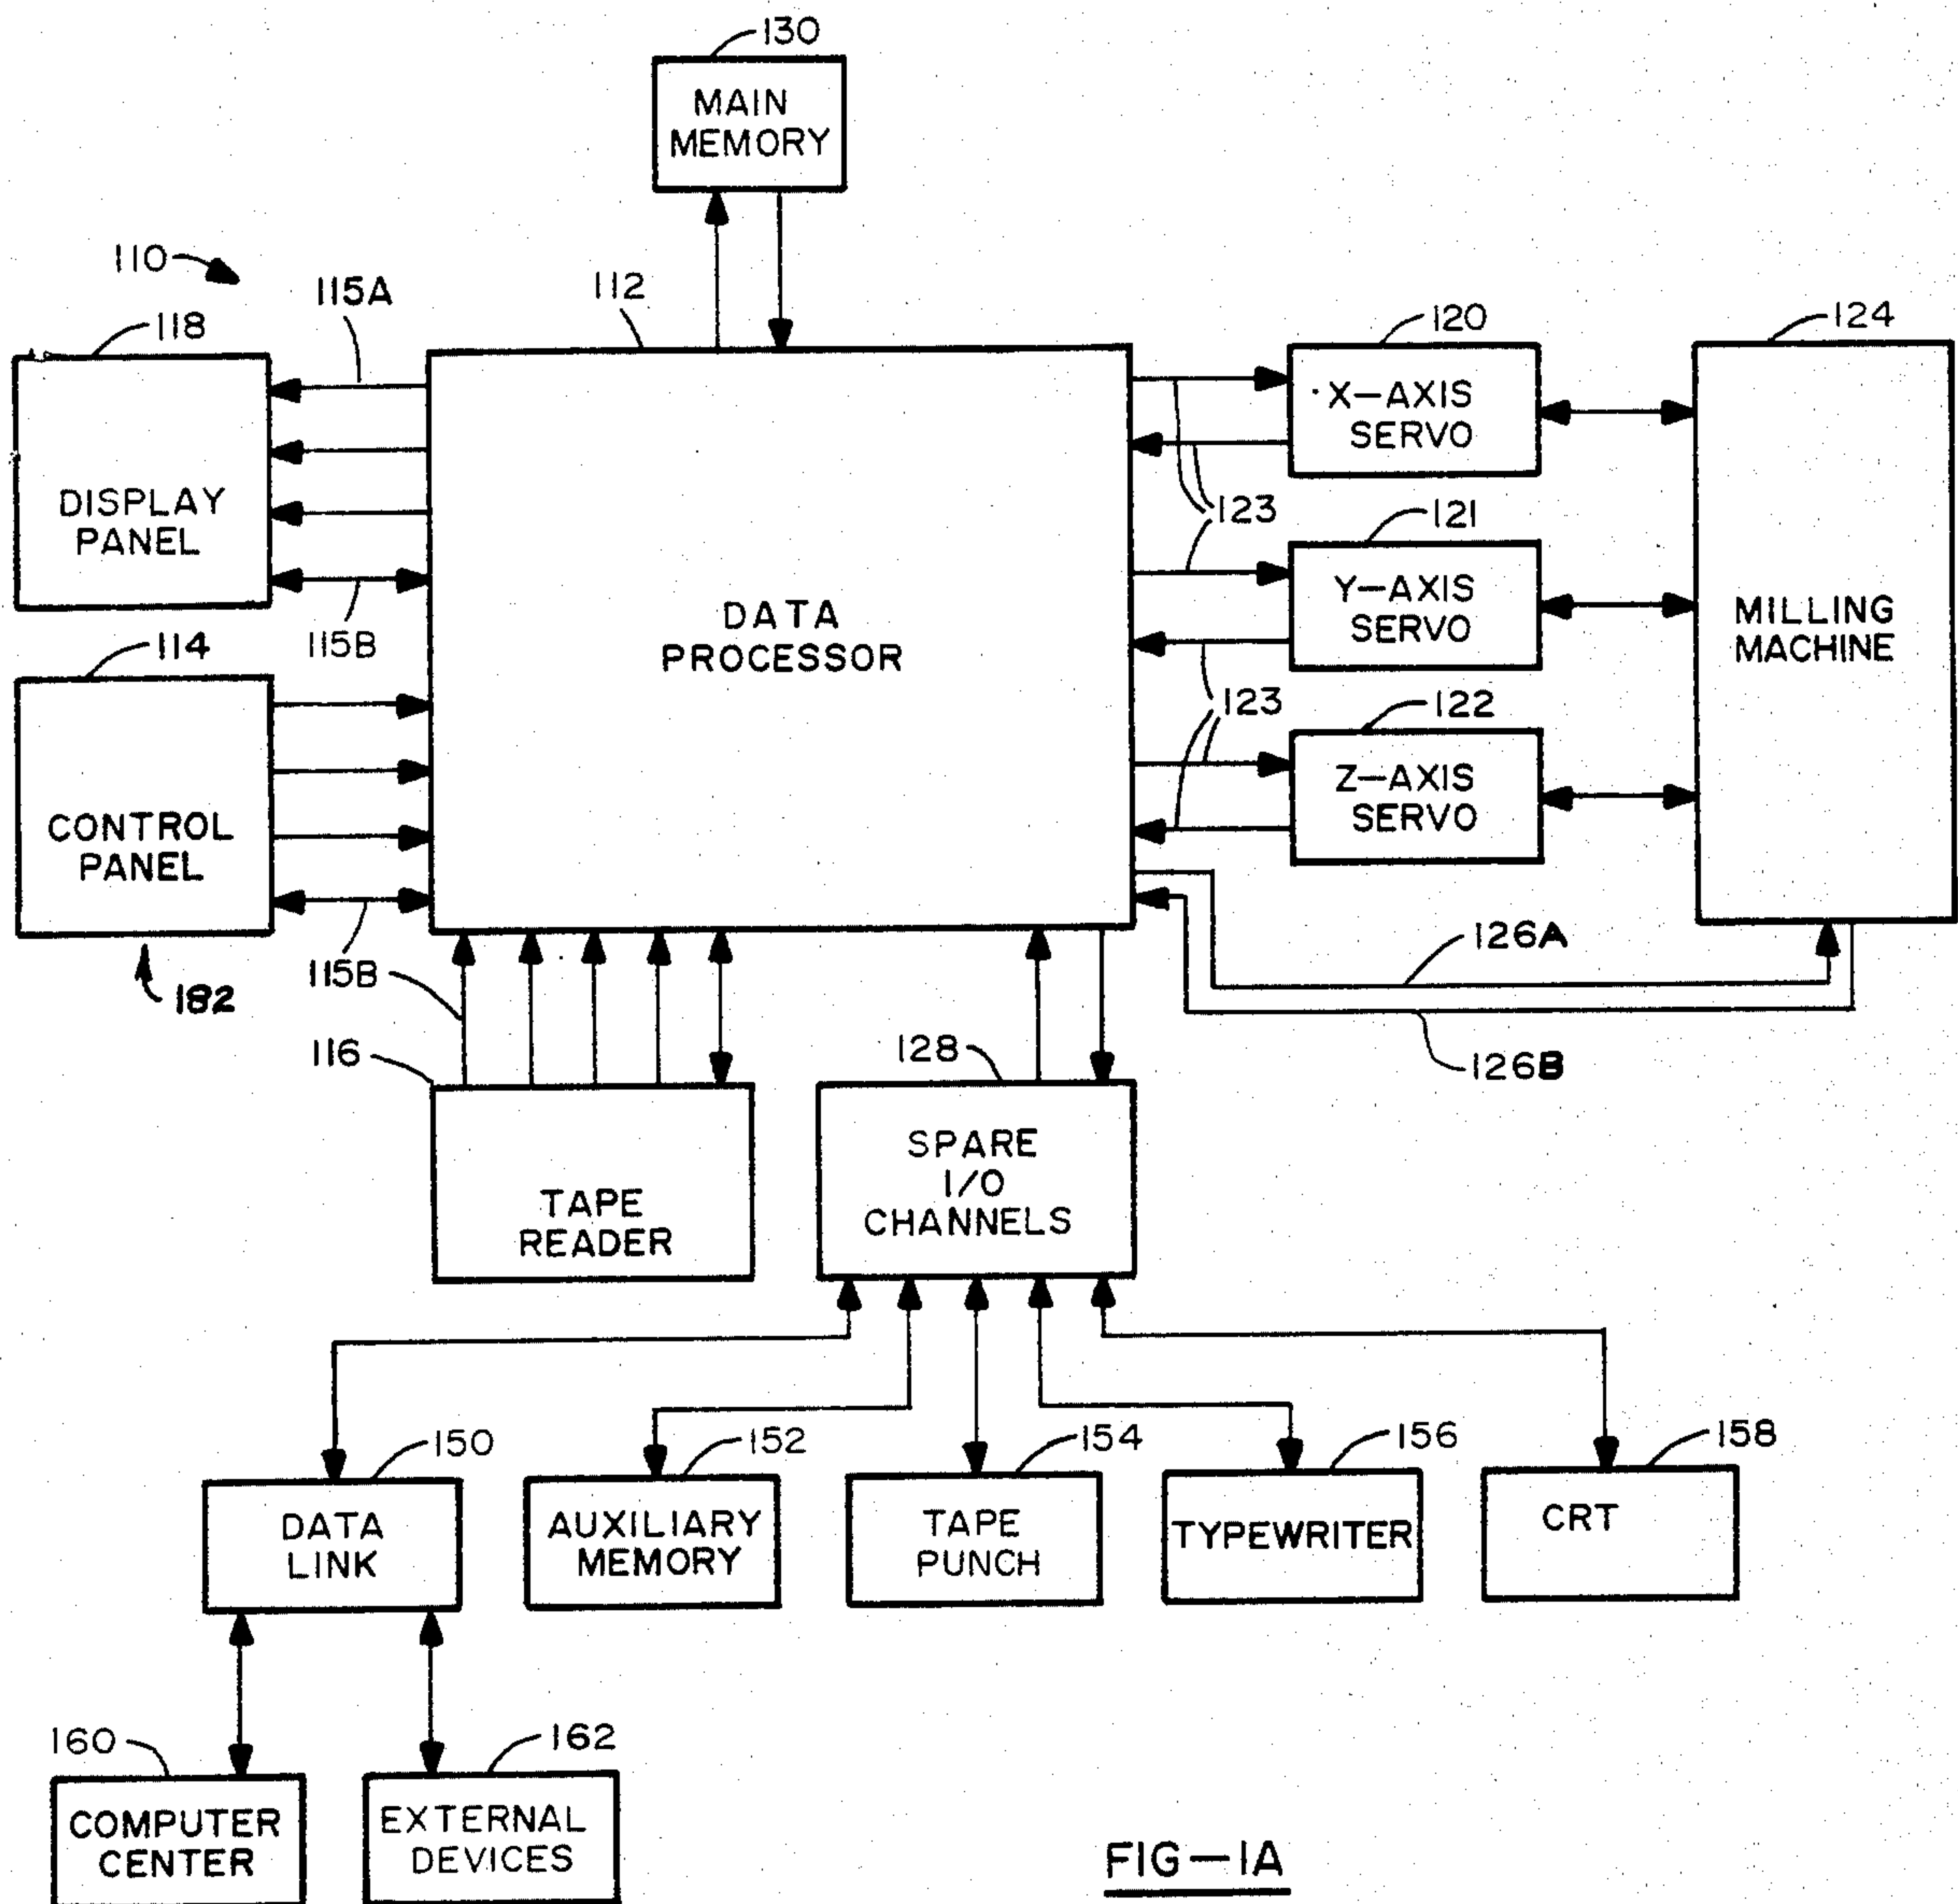 130
MAIN
MEMORY
110
115A
112
118
120
124
X-AXIS
SERVO
DISPLAY
PANEL
123
121
Y-AXIS
SERVO
DATA
PROCESSOR
MILLING
MACHINE
115B
114
123
122
Z-AXIS
SERVO
CONTROL
PANEL
115B
126A
182
116
128
126B
SPARE
I/O
CHANNELS
TAPE
READER
150
152
154
156
158
DATA
LINK
AUXILIARY
MEMORY
TAPE
PUNCH
TYPEWRITER
CRT
160
162
COMPUTER
CENTER
EXTERNAL
DEVICES
FIG-1A